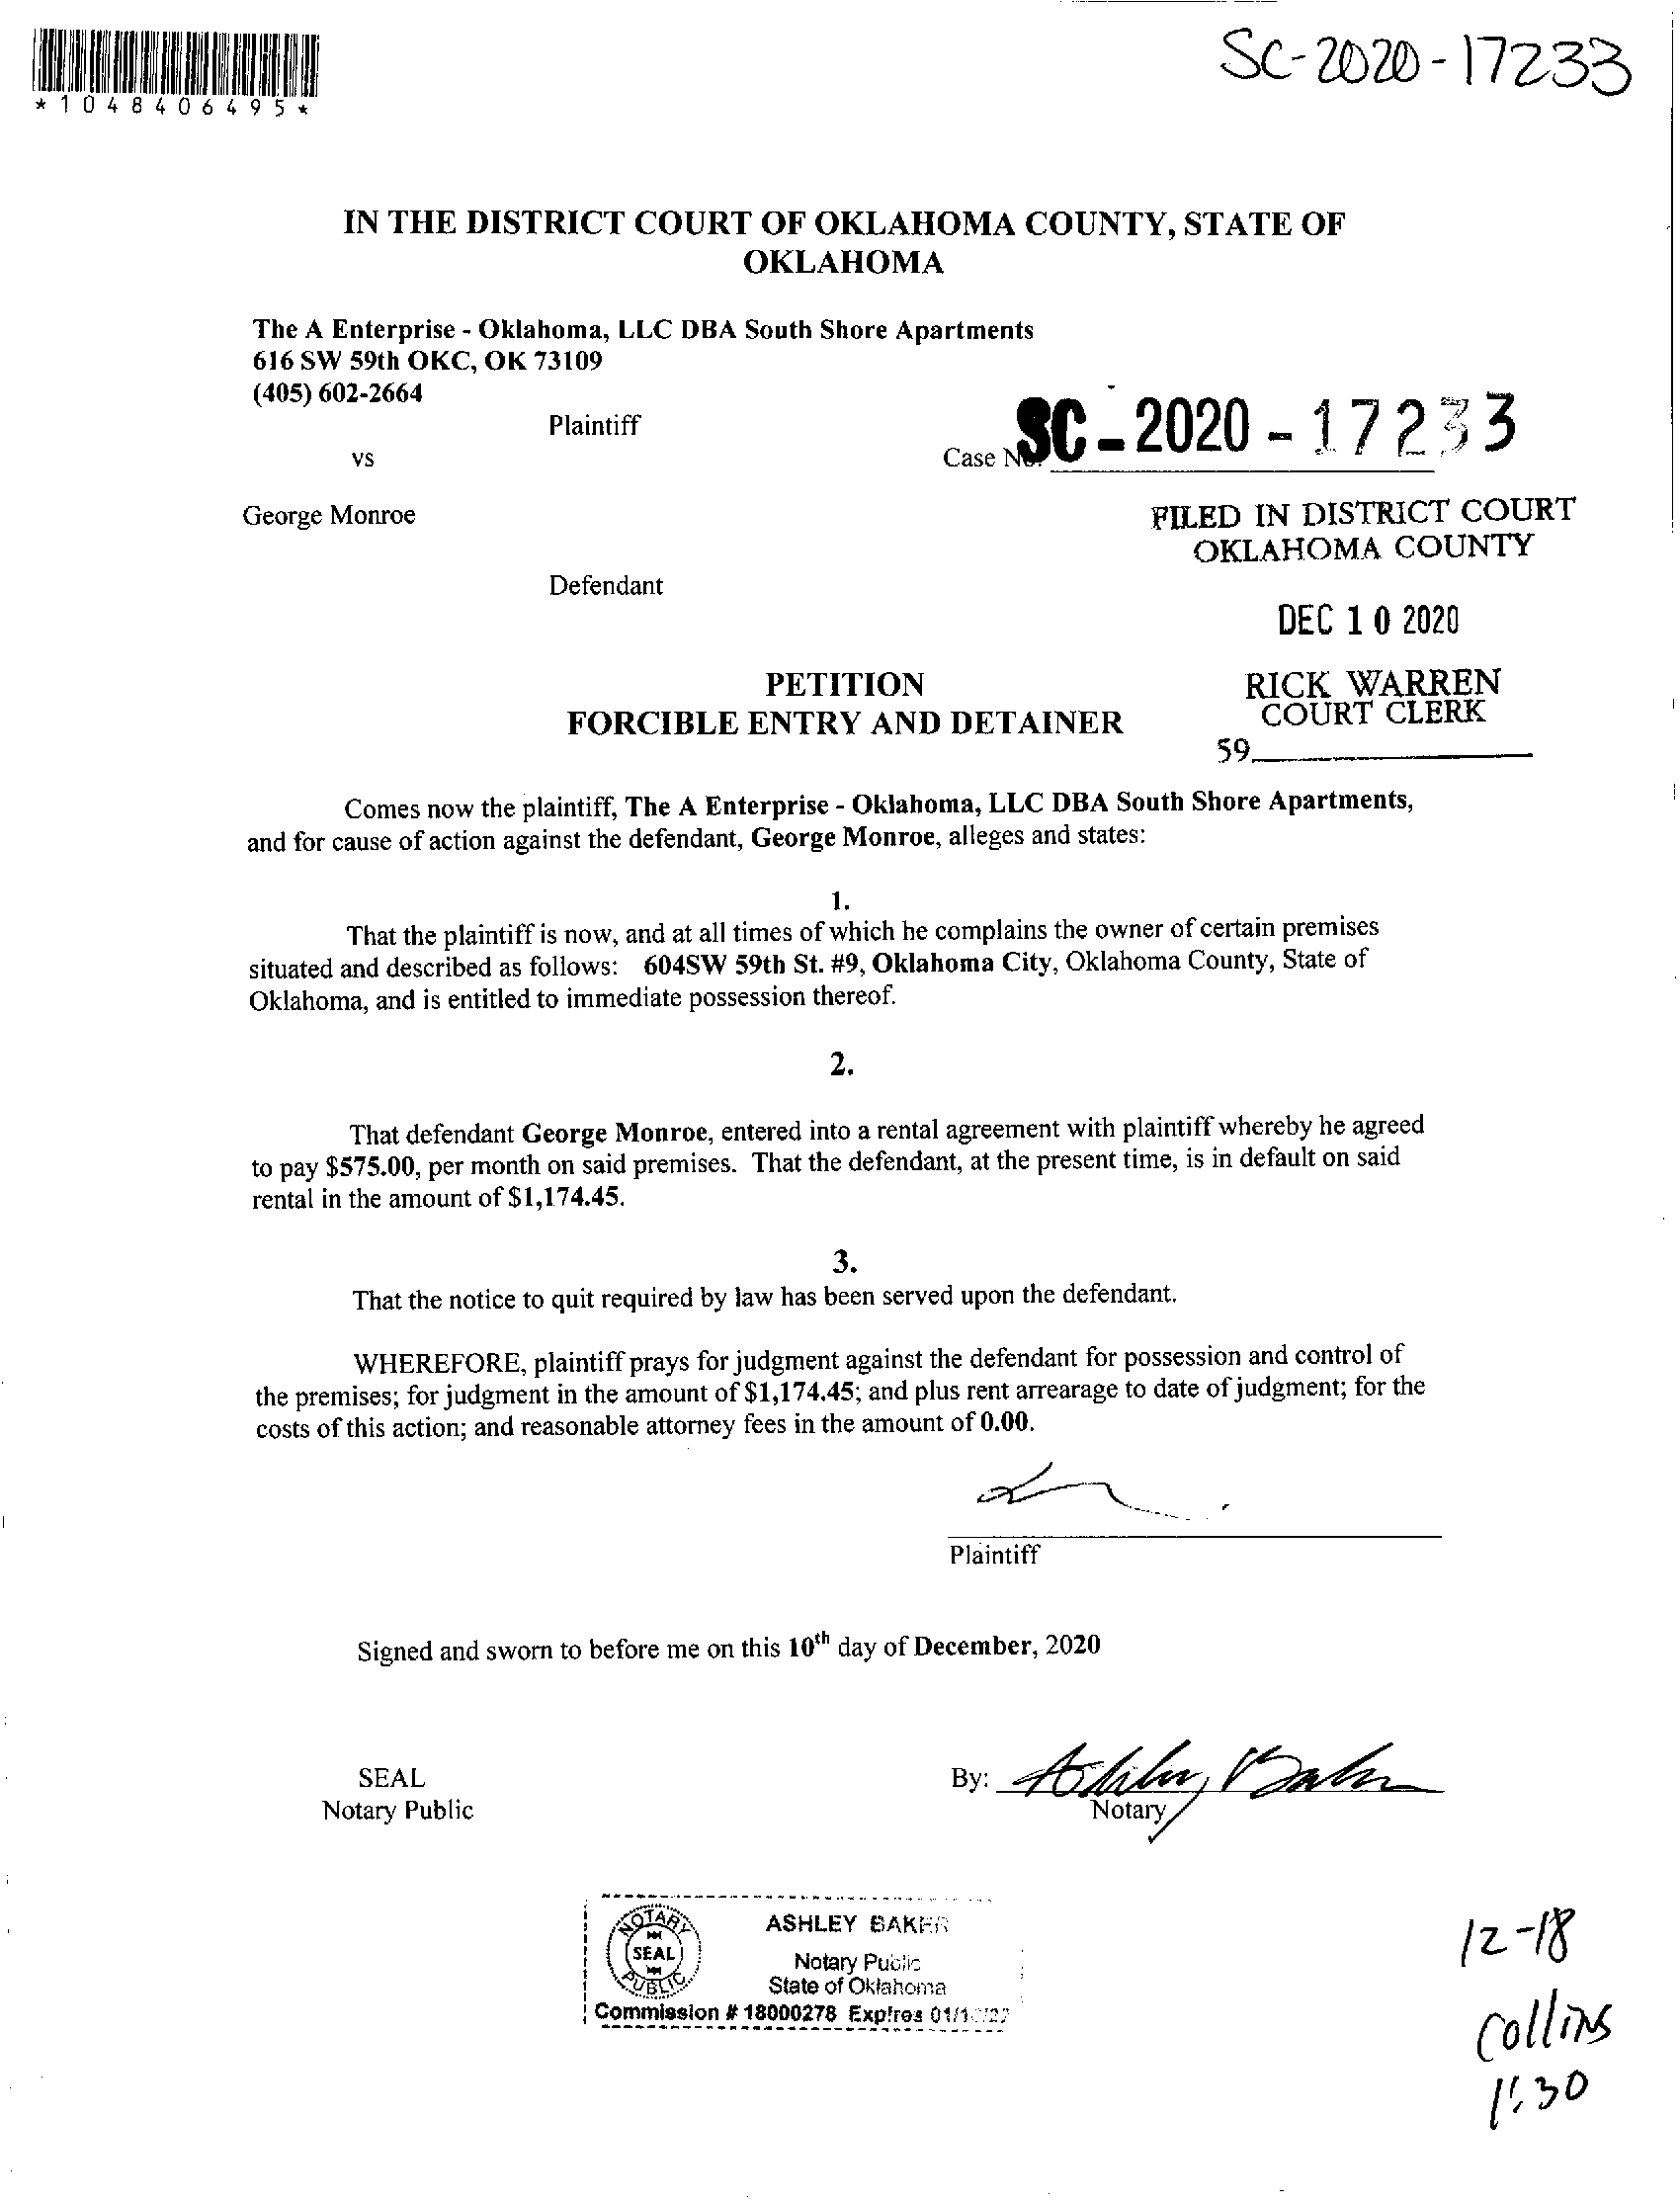 SC-2020-17233
*1048406495*
IN THE DISTRICT COURT OF OKLAHOMA COUNTY, STATE OF
OKLAHOMA
The A Enterprise - Oklahoma, LLC DBA South Shore Apartments
616 SW 59th OKC, OK 73109
(405) 602-2664
Plaintiff
vs
Case No. SC-2020-17233
George Monroe
FILED IN DISTRICT COURT
OKLAHOMA COUNTY
Defendant
DEC 10 2020
PETITION
FORCIBLE ENTRY AND DETAINER
RICK WARREN
COURT CLERK
59
Comes now the plaintiff, The A Enterprise - Oklahoma, LLC DBA South Shore Apartments,
and for cause of action against the defendant, George Monroe, alleges and states:
1.
That the plaintiff is now, and at all times of which he complains the owner of certain premises
situated and described as follows: 604SW 59th St. #9, Oklahoma City, Oklahoma County, State of
Oklahoma, and is entitled to immediate possession thereof.
2.
That defendant George Monroe, entered into a rental agreement with plaintiff whereby he agreed
to pay $575.00, per month on said premises. That the defendant, at the present time, is in default on said
rental in the amount of $1,174.45.
3.
That the notice to quit required by law has been served upon the defendant.
WHEREFORE, plaintiff prays for judgment against the defendant for possession and control of
the premises; for judgment in the amount of $1,174.45; and plus rent arrearage to date of judgment; for the
costs of this action; and reasonable attorney fees in the amount of 0.00.
Plaintiff
Signed and sworn to before me on this 10th day of December, 2020
SEAL
Notary Public
By: Ashley Baker
Notary
NOTARY
SEAL
PUBLIC
ASHLEY BAKER
Notary Public
State of Oklahoma
Commission # 18000278 Expires
12-18
Collins
1:30